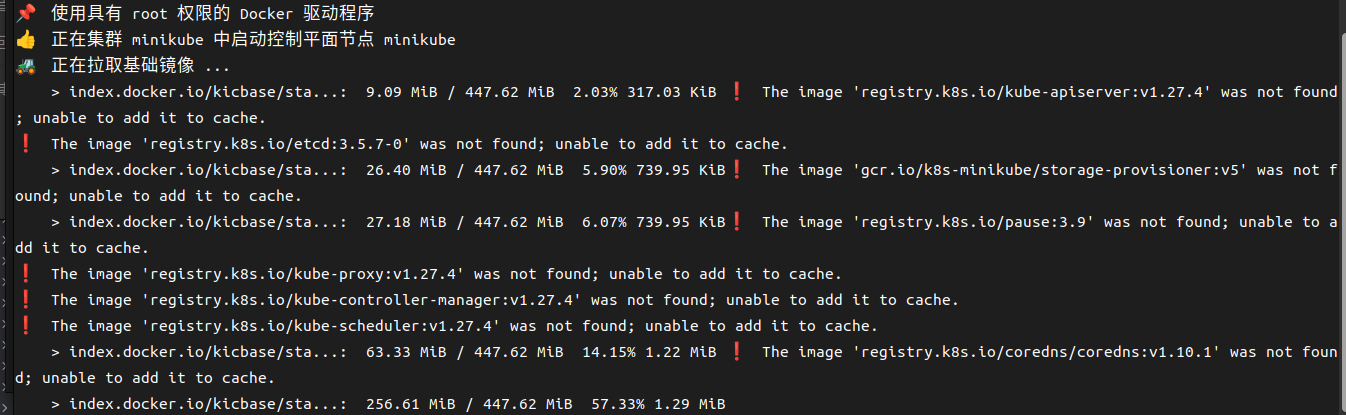 📌 使用具有 root 权限的 Docker 驱动程序
👍 正在集群 minikube 中启动控制平面节点 minikube
🚜 正在拉取基础镜像 ...
> index.docker.io/kicbase/sta...:  9.09 MiB / 447.62 MiB  2.03% 317.03 KiB ❗  The image 'registry.k8s.io/kube-apiserver:v1.27.4' was not found
; unable to add it to cache.
❗  The image 'registry.k8s.io/etcd:3.5.7-0' was not found; unable to add it to cache.
> index.docker.io/kicbase/sta...:  26.40 MiB / 447.62 MiB  5.90% 739.95 KiB❗  The image 'gcr.io/k8s-minikube/storage-provisioner:v5' was not f
ound; unable to add it to cache.
> index.docker.io/kicbase/sta...:  27.18 MiB / 447.62 MiB  6.07% 739.95 KiB❗  The image 'registry.k8s.io/pause:3.9' was not found; unable to a
dd it to cache.
❗  The image 'registry.k8s.io/kube-proxy:v1.27.4' was not found; unable to add it to cache.
❗  The image 'registry.k8s.io/kube-controller-manager:v1.27.4' was not found; unable to add it to cache.
❗  The image 'registry.k8s.io/kube-scheduler:v1.27.4' was not found; unable to add it to cache.
> index.docker.io/kicbase/sta...:  63.33 MiB / 447.62 MiB  14.15% 1.22 MiB ❗  The image 'registry.k8s.io/coredns/coredns:v1.10.1' was not foun
d; unable to add it to cache.
> index.docker.io/kicbase/sta...:  256.61 MiB / 447.62 MiB  57.33% 1.29 MiB